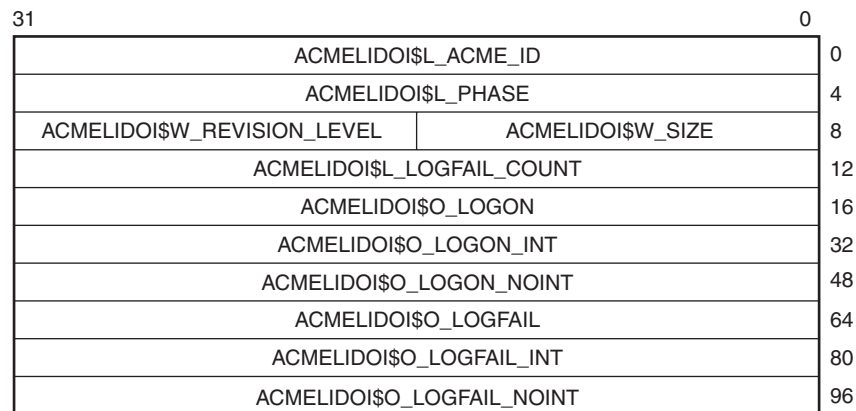 31 0
ACMELIDOI$L_ACME_ID 0
ACMELIDOI$L_PHASE 4
ACMELIDOI$W_REVISION_LEVEL ACMELIDOI$W_SIZE 8
ACMELIDOI$L_LOGFAIL_COUNT 12
ACMELIDOI$O_LOGON 16
ACMELIDOI$O_LOGON_INT 32
ACMELIDOI$O_LOGON_NOINT 48
ACMELIDOI$O_LOGFAIL 64
ACMELIDOI$O_LOGFAIL_INT 80
ACMELIDOI$O_LOGFAIL_NOINT 96